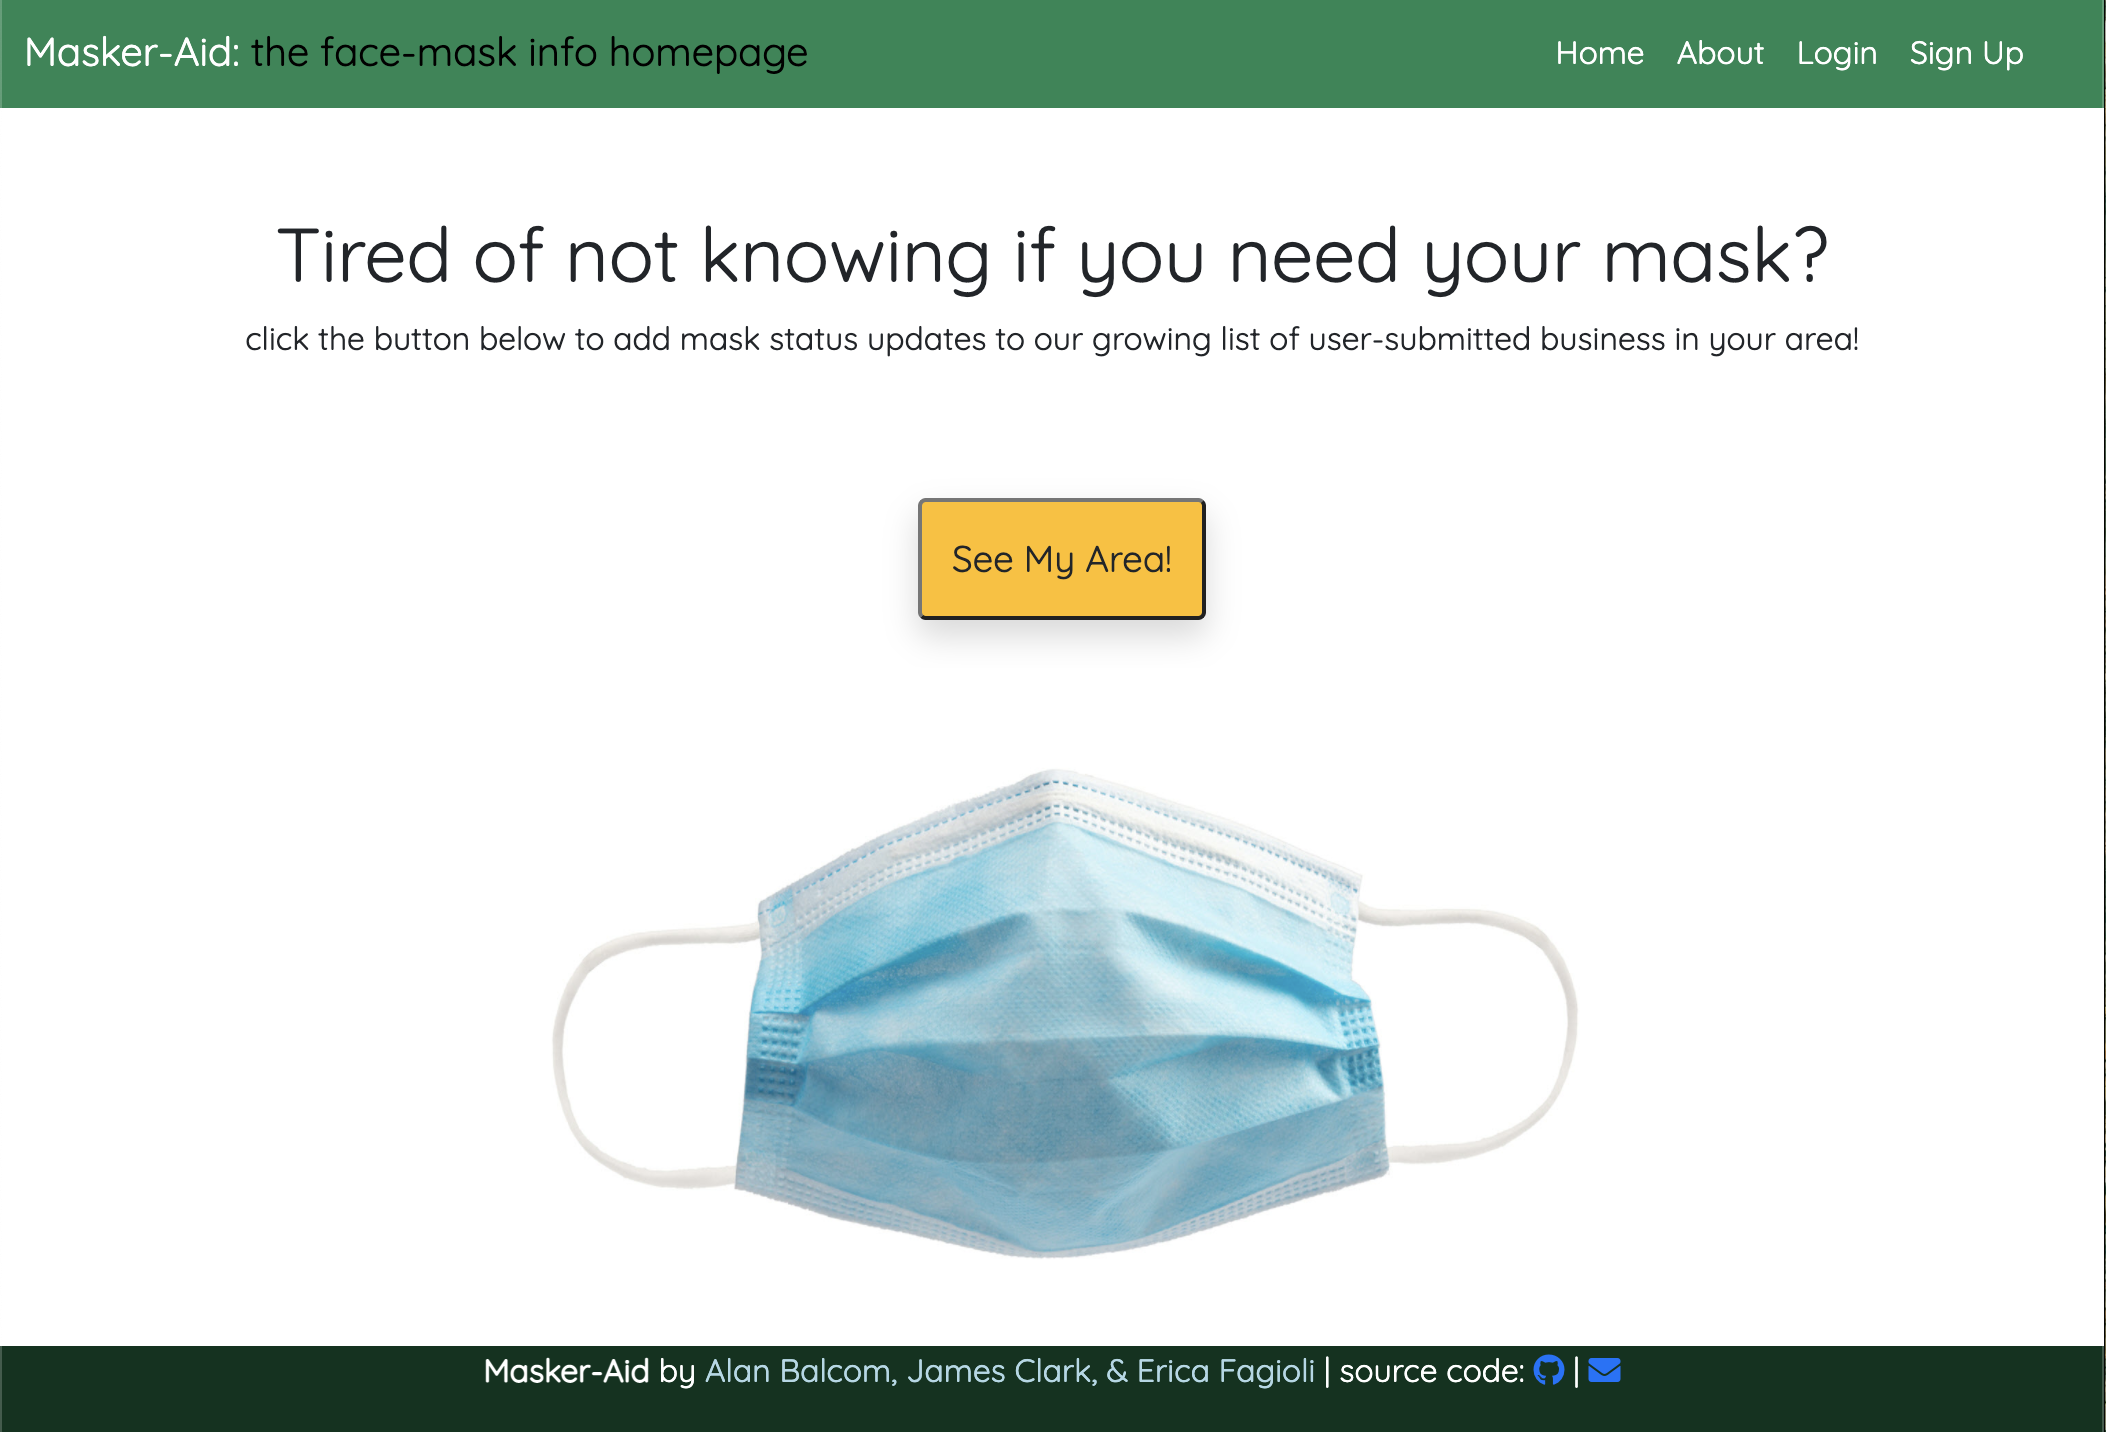 Masker-Aid: the face-mask info homepage
Home About Login Sign Up
Tired of not knowing if you need your mask?
click the button below to add mask status updates to our growing list of user-submitted business in your area!
See My Area!
Masker-Aid by Alan Balcom, James Clark, & Erica Fagioli | source code: |